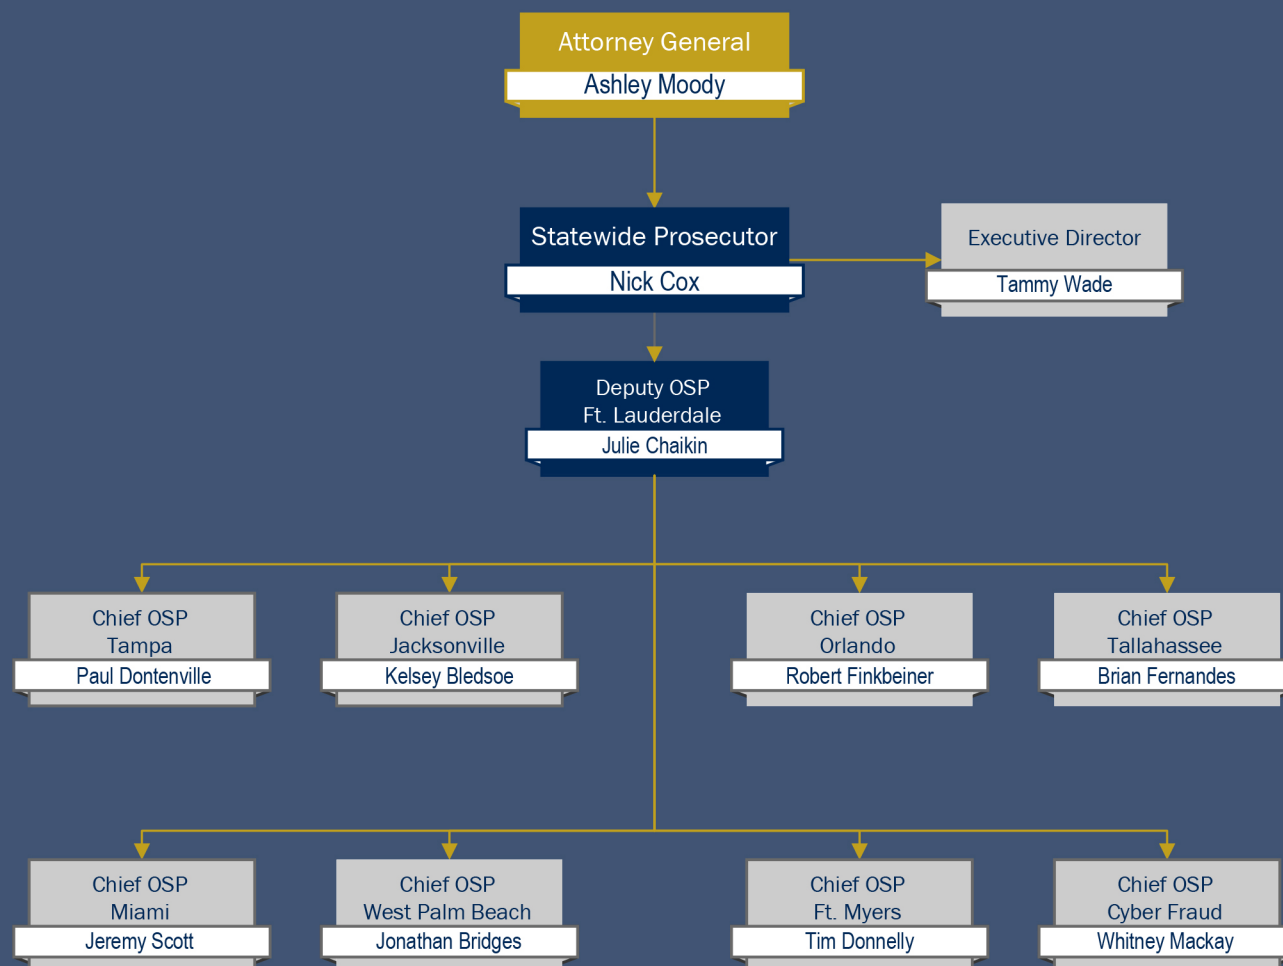 Attorney General
Ashley Moody
Statewide Prosecutor
Nick Cox
Executive Director
Tammy Wade
Deputy OSP
Ft. Lauderdale
Julie Chaikin
Chief OSP
Tampa
Paul Dontenville
Chief OSP
Jacksonville
Kelsey Bledsoe
Chief OSP
Orlando
Robert Finkbeiner
Chief OSP
Tallahassee
Brian Fernandes
Chief OSP
Miami
Jeremy Scott
Chief OSP
West Palm Beach
Jonathan Bridges
Chief OSP
Ft. Myers
Tim Donnelly
Chief OSP
Cyber Fraud
Whitney Mackay